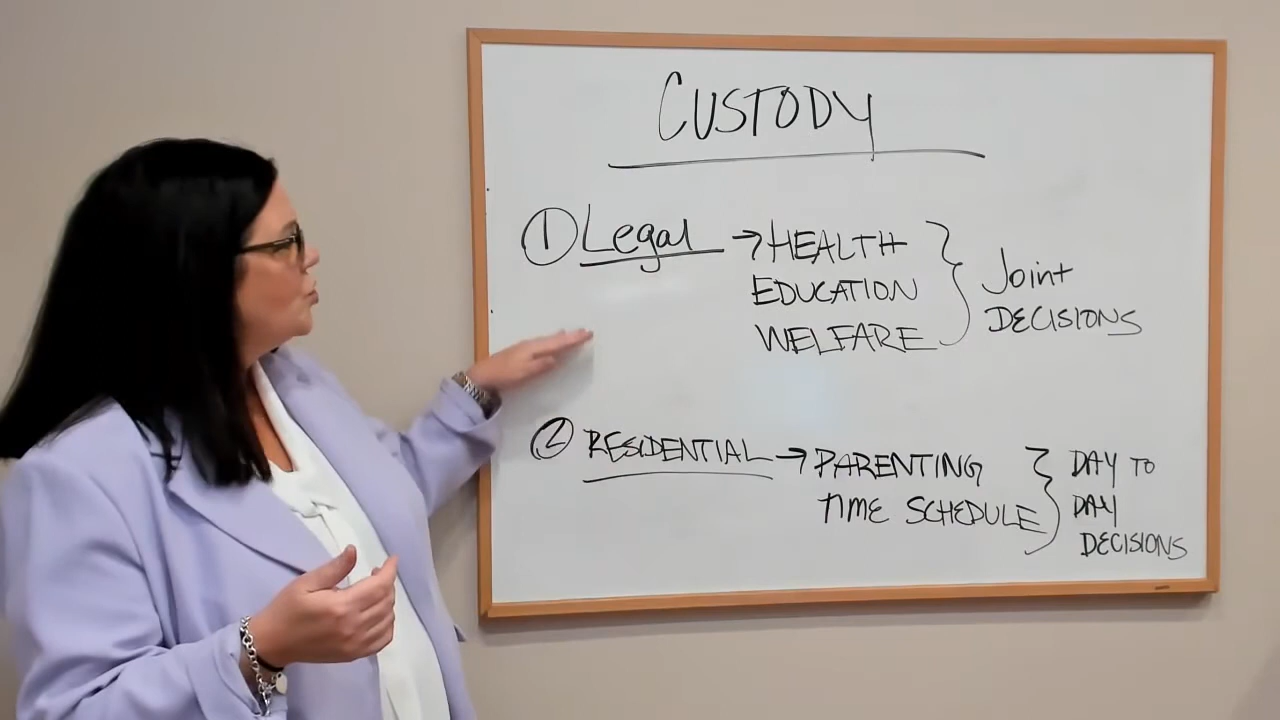 CUSTODY
① Legal → HEALTH
EDUCATION
WELFARE
Joint
DECISIONS
② RESIDENTIAL → PARENTING
TIME SCHEDULE
DAY TO
DAY
DECISIONS